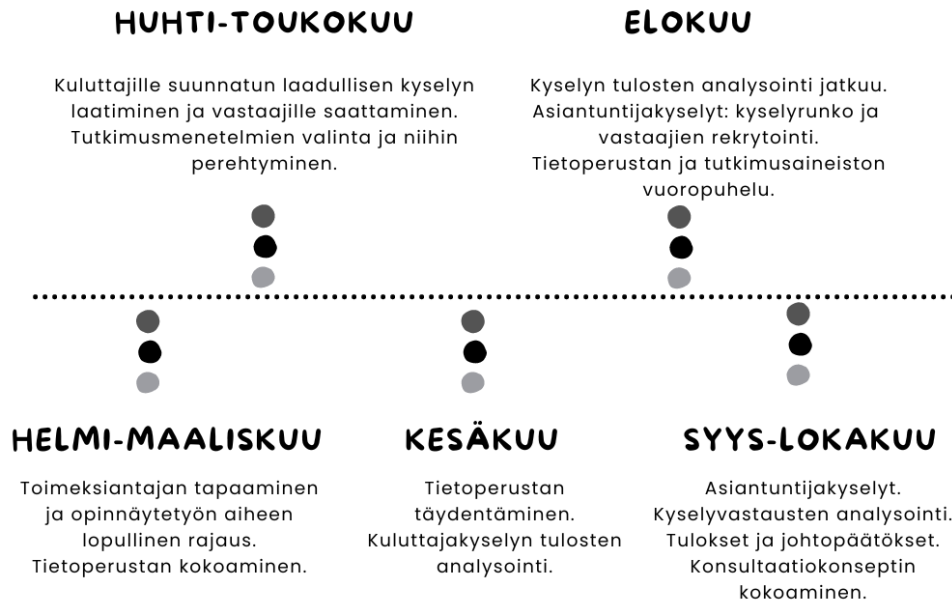 HUHTI-TOUKOKUU
Kuluttajille suunnatun laadullisen kyselyn
laatiminen ja vastaajille saattaminen.
Tutkimusmenetelmien valinta ja niihin
perehtyminen.
ELOKUU
Kyselyn tulosten analysointi jatkuu.
Asiantuntijakyselyt: kyselyrunko ja
vastaajien rekrytointi.
Tietoperustan ja tutkimusaineiston
vuoropuhelu.
HELMI-MAALISKUU
Toimeksiantajan tapaaminen
ja opinnäytetyön aiheen
lopullinen rajaus.
Tietoperustan kokoaminen.
KESÄKUU
Tietoperustan
täydentäminen.
Kuluttajakyselyn tulosten
analysointi.
SYYS-LOKAKUU
Asiantuntijakyselyt.
Kyselyvastausten analysointi.
Tulokset ja johtopäätökset.
Konsultaatiokonseptin
kokoaminen.